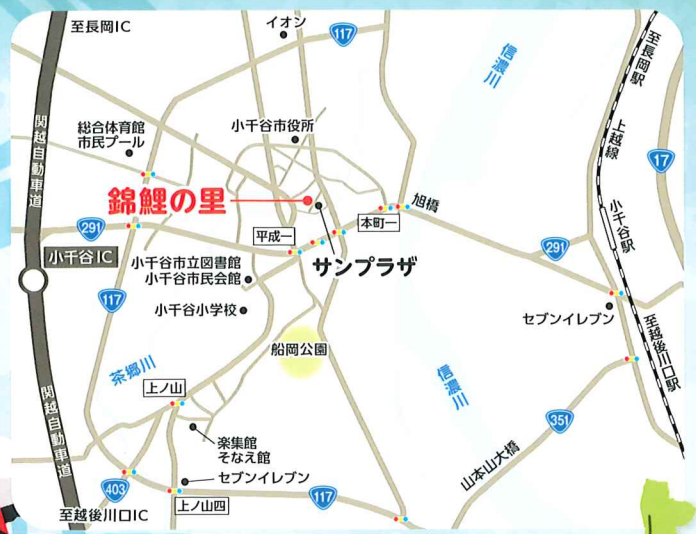 至長岡IC
イオン
117
信濃川
至長岡駅
関越自動車道
総合体育館
市民プール
小千谷市役所
上越線
17
錦鯉の里
旭橋
本町一
小千谷駅
291
平成一
サンプラザ
291
小千谷IC
小千谷市立図書館
小千谷市民会館
117
小千谷小学校
セブンイレブン
至越後川口駅
船岡公園
茶郷川
信濃川
上ノ山
関越自動車道
351
楽集館
そなえ館
山本山大橋
セブンイレブン
403
117
上ノ山四
至越後川口IC